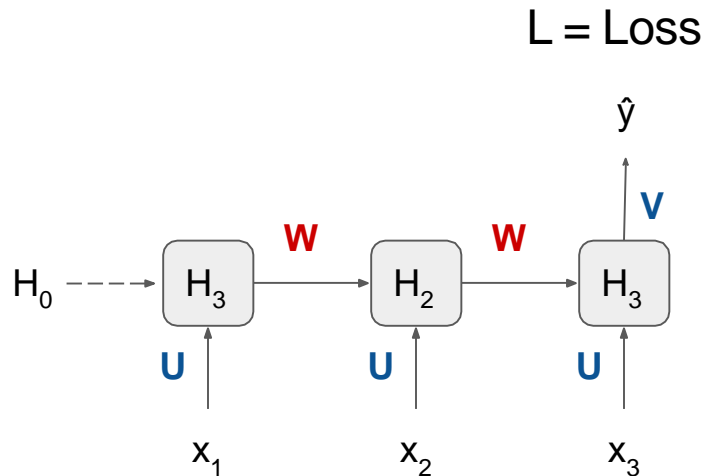 L = Loss
ŷ
V
W W
H₀ H₃ H₂ H₃
U U U
x₁ x₂ x₃